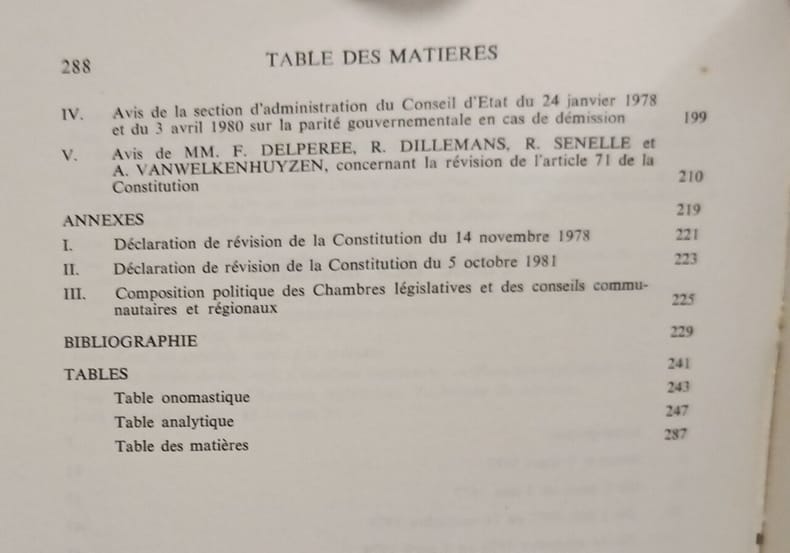 288 TABLE DES MATIERES
IV. Avis de la section d'administration du Conseil d'Etat du 24 janvier 1978
et du 3 avril 1980 sur la parité gouvernementale en cas de démission 199
V. Avis de MM. F. DELPEREE, R. DILLEMANS, R. SENELLE et
A. VANWELKENHUYZEN, concernant la révision de l'article 71 de la
Constitution 210
ANNEXES 219
I. Déclaration de révision de la Constitution du 14 novembre 1978 221
II. Déclaration de révision de la Constitution du 5 octobre 1981 223
III. Composition politique des Chambres législatives et des conseils commu-
nautaires et régionaux 225
BIBLIOGRAPHIE 229
TABLES 241
Table onomastique 243
Table analytique 247
Table des matières 287